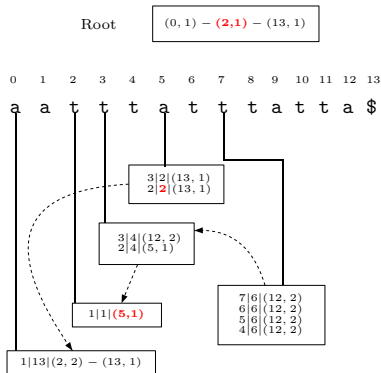 Root (0, 1) − (2,1) − (13, 1)
0 1 2 3 4 5 6 7 8 9 10 11 12 13
a a t t t a t t t a t t a $
3|2|(13, 1)
2|2|(13, 1)
3|4|(12, 2)
2|4|(5, 1)
7|6|(12, 2)
6|6|(12, 2)
5|6|(12, 2)
4|6|(12, 2)
1|1|(5,1)
1|13|(2, 2) − (13, 1)